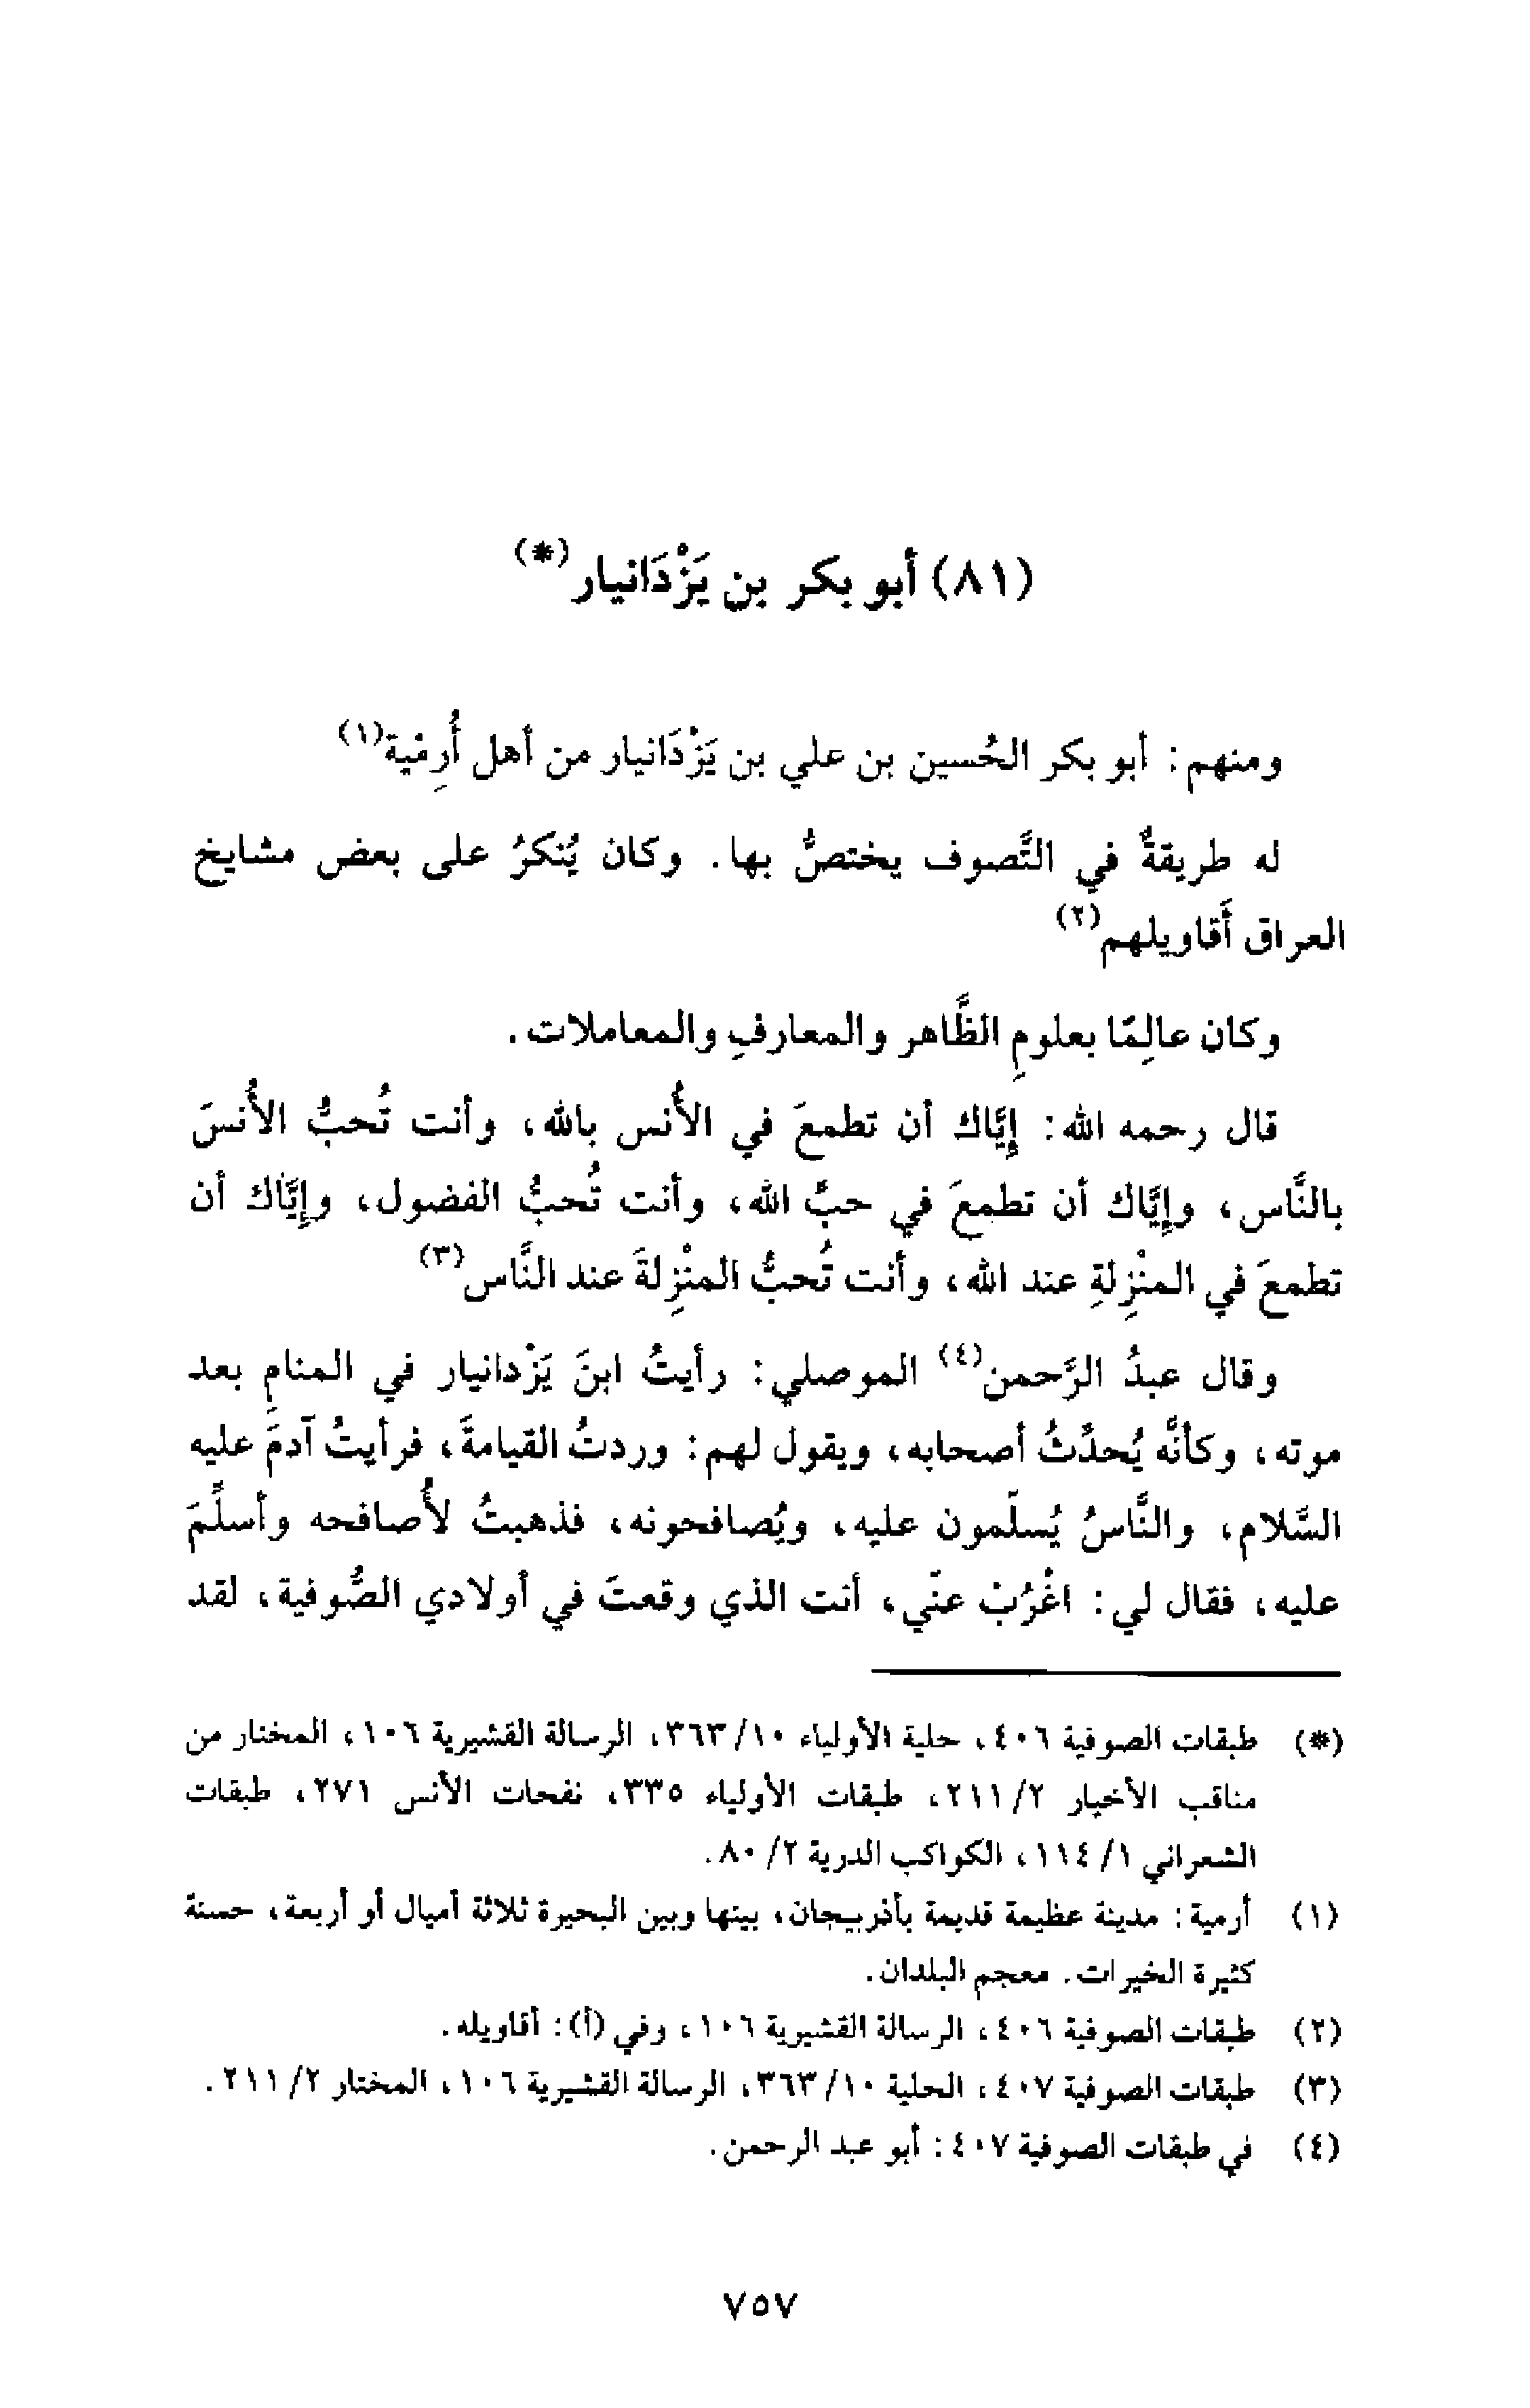 (٨١) أبو بكر بن يَزْدَانيار(*)
ومنهم: أبو بكر الحُسين بن علي بن يَزْدَانيار من أهل أُرمْية(١)
له طريقةٌ في التَّصوف يختصُّ بها. وكان يُنكرُ على بعض مشايخ
العراق أَقاويلهم(٢)
وكان عالِمًا بعلومِ الظَّاهر والمعارفِ والمعاملات.
قال رحمه الله: إيَّاك أن تطمعَ في الأُنس بالله، وأنت تُحبُّ الأُنسَ
بالنَّاس، وإيَّاك أن تطمعَ في حبِّ الله، وأنت تُحبُّ الفضول، وإيَّاك أن
تطمعَ في المنْزِلةِ عند الله، وأنت تُحبُّ المنْزِلةَ عند النَّاس(٣)
وقال عبدُ الرَّحمن(٤) الموصلي: رأيتُ ابنَ يَزْدانيار في المنامِ بعد
موته، وكأنَّه يُحدِّثُ أصحابه، ويقول لهم: وردتُ القيامةَ، فرأيتُ آدمَ عليه
السَّلام، والنَّاسُ يُسلِّمون عليه، ويُصافحونه، فذهبتُ لأُصافحه وأسلِّمَ
عليه، فقال لي: اغْرُبْ عنِّي، أنت الذي وقعتَ في أولادي الصُّوفية، لقد
(*) طبقات الصوفية ٤٠٦، حلية الأولياء ١٠/ ٣٦٣، الرسالة القشيرية ١٠٦، المختار من
مناقب الأخيار ٢/ ٢١١، طبقات الأولياء ٣٣٥، نفحات الأنس ٢٧١، طبقات
الشعراني ١/ ١١٤، الكواكب الدرية ٢/ ٨٠.
(١) أرمية: مدينة عظيمة قديمة بأذربيجان، بينها وبين البحيرة ثلاثة أميال أو أربعة، حسنة
كثيرة الخيرات. معجم البلدان.
(٢) طبقات الصوفية ٤٠٦، الرسالة القشيرية ١٠٦، وفي (أ): أقاويله.
(٣) طبقات الصوفية ٤٠٧، الحلية ١٠/ ٣٦٣، الرسالة القشيرية ١٠٦، المختار ٢/ ٢١١.
(٤) في طبقات الصوفية ٤٠٧: أبو عبد الرحمن.
٧٥٧